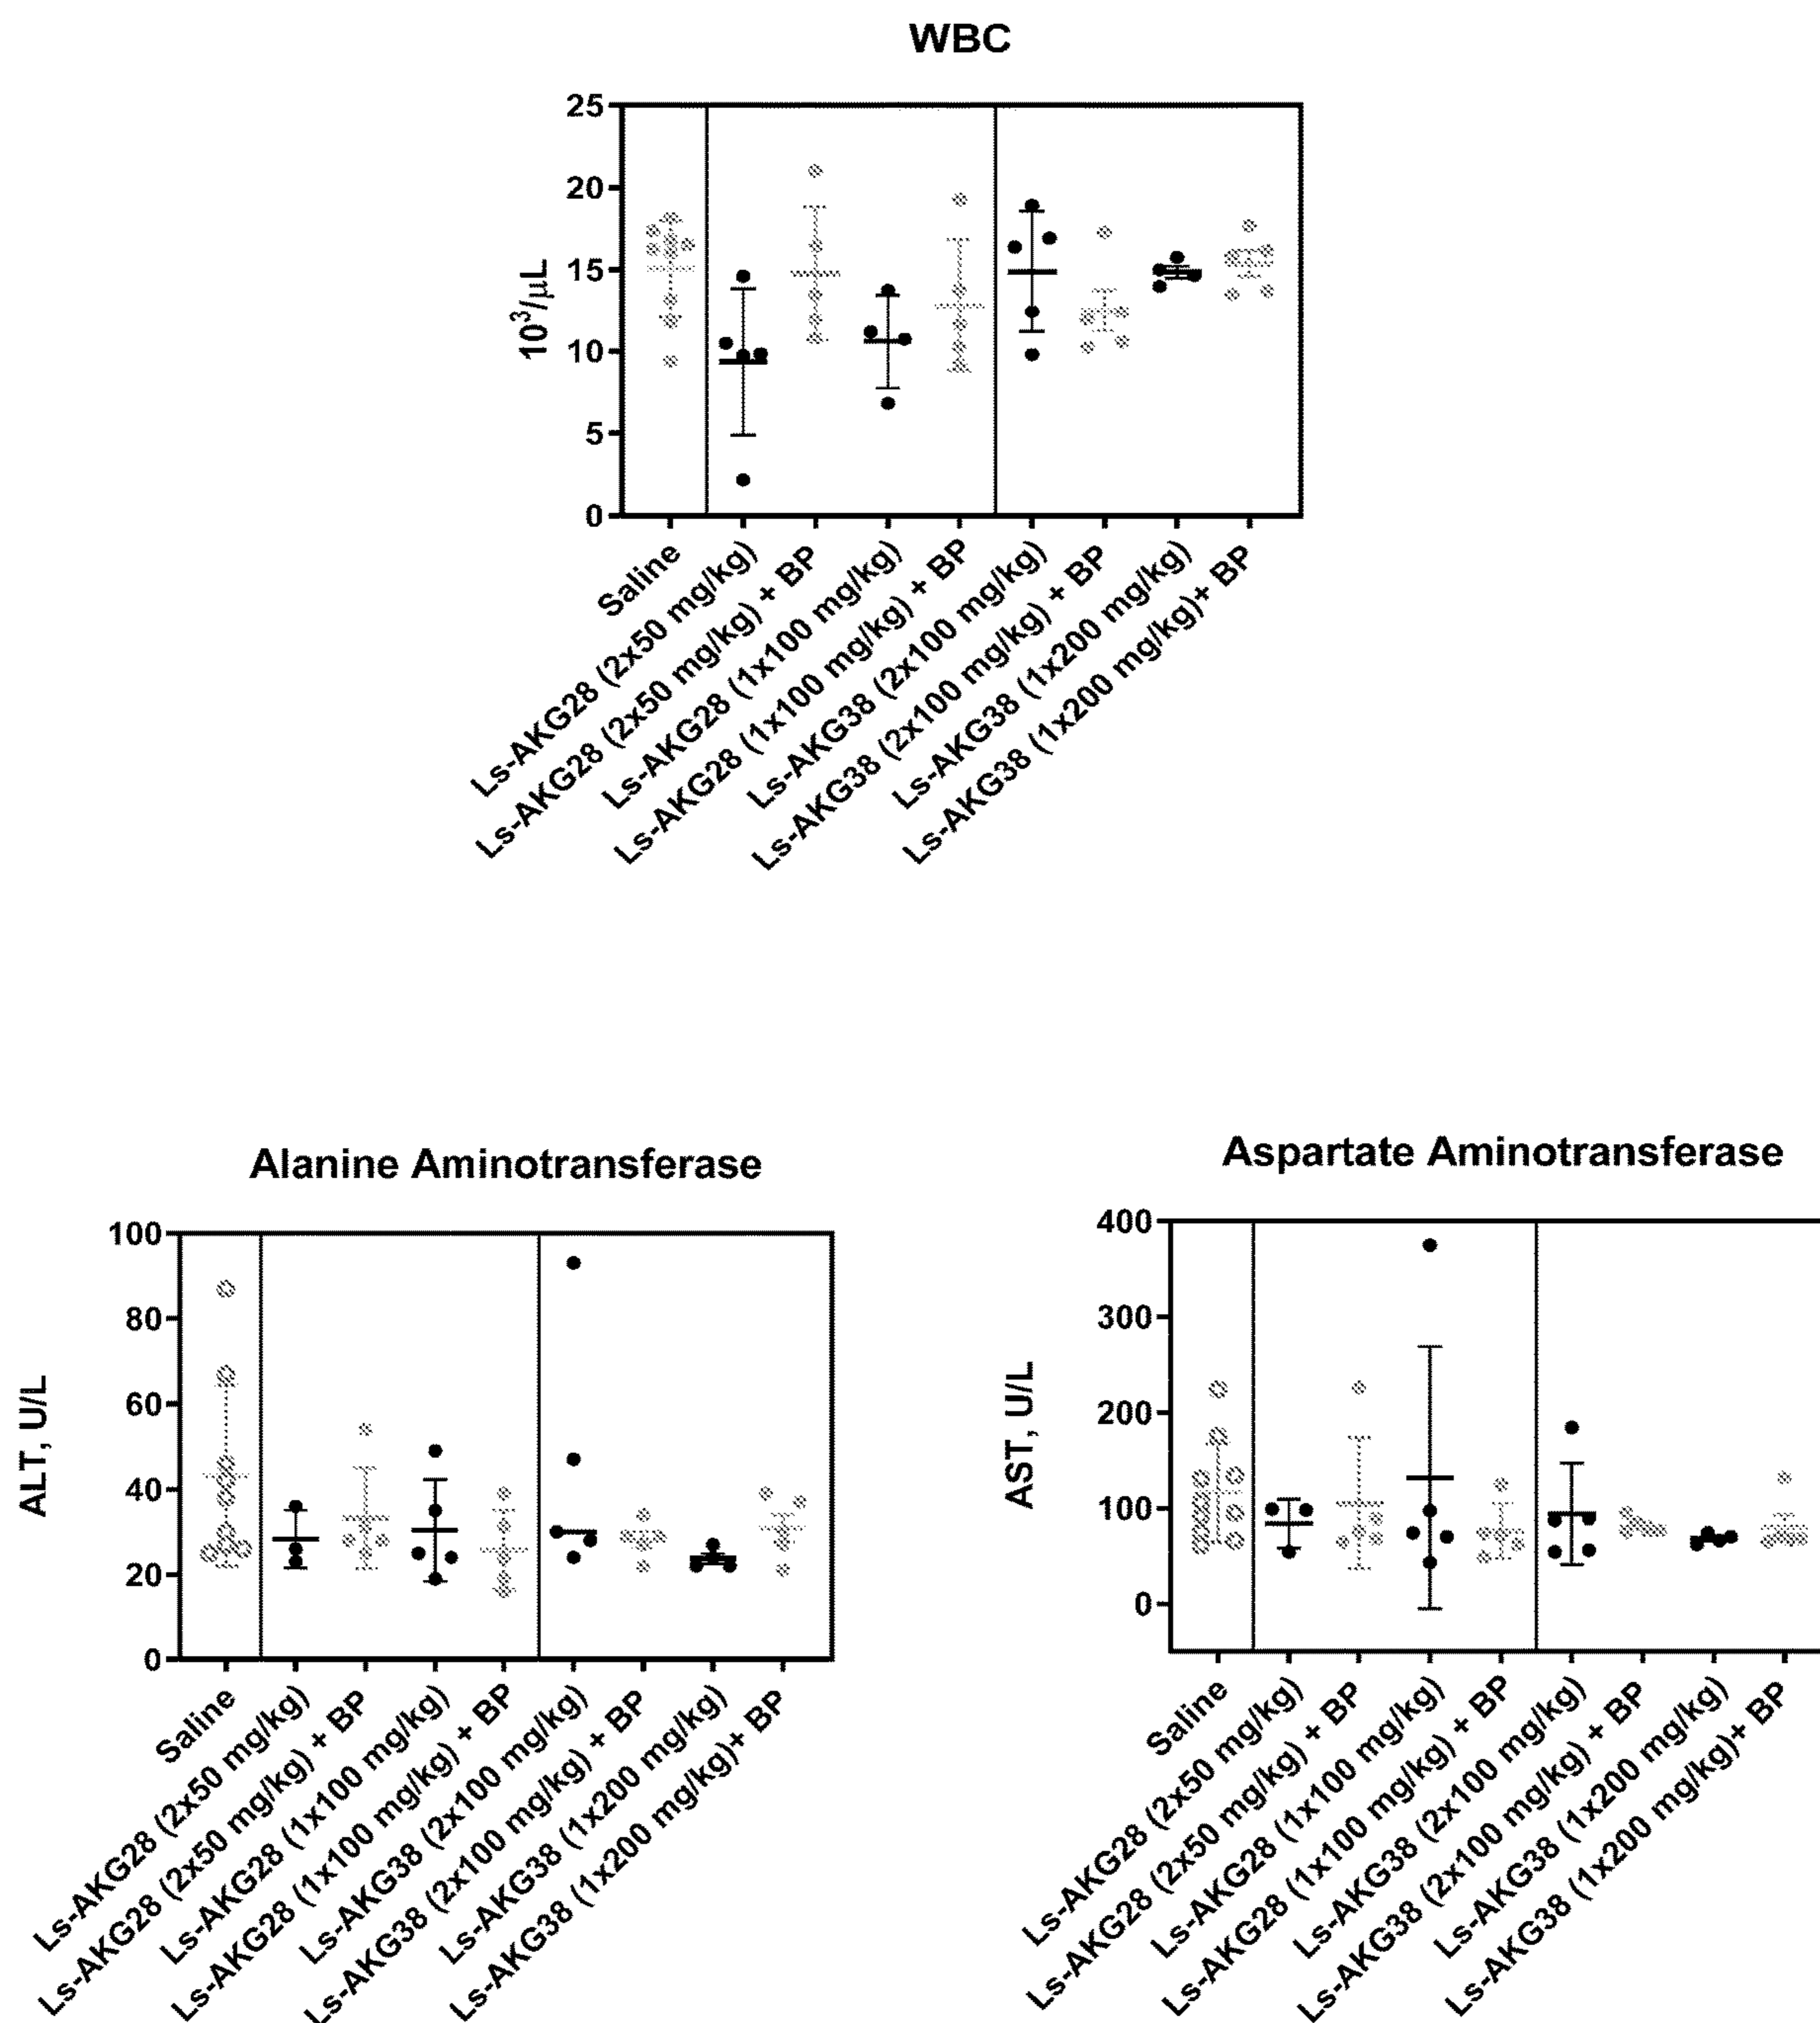 WBC
25
20
15
10
5
0
10³/µL
Saline
Ls-AKG28 (2x50 mg/kg)
Ls-AKG28 (2x50 mg/kg) + BP
Ls-AKG28 (1x100 mg/kg)
Ls-AKG28 (1x100 mg/kg) + BP
Ls-AKG38 (2x100 mg/kg)
Ls-AKG38 (2x100 mg/kg) + BP
Ls-AKG38 (1x200 mg/kg)
Ls-AKG38 (1x200 mg/kg)+ BP
Alanine Aminotransferase
100
80
60
40
20
0
ALT, U/L
Saline
Ls-AKG28 (2x50 mg/kg)
Ls-AKG28 (2x50 mg/kg) + BP
Ls-AKG28 (1x100 mg/kg)
Ls-AKG28 (1x100 mg/kg) + BP
Ls-AKG38 (2x100 mg/kg)
Ls-AKG38 (2x100 mg/kg) + BP
Ls-AKG38 (1x200 mg/kg)
Ls-AKG38 (1x200 mg/kg)+ BP
Aspartate Aminotransferase
400
300
200
100
0
AST, U/L
Saline
Ls-AKG28 (2x50 mg/kg)
Ls-AKG28 (2x50 mg/kg) + BP
Ls-AKG28 (1x100 mg/kg)
Ls-AKG28 (1x100 mg/kg) + BP
Ls-AKG38 (2x100 mg/kg)
Ls-AKG38 (2x100 mg/kg) + BP
Ls-AKG38 (1x200 mg/kg)
Ls-AKG38 (1x200 mg/kg)+ BP